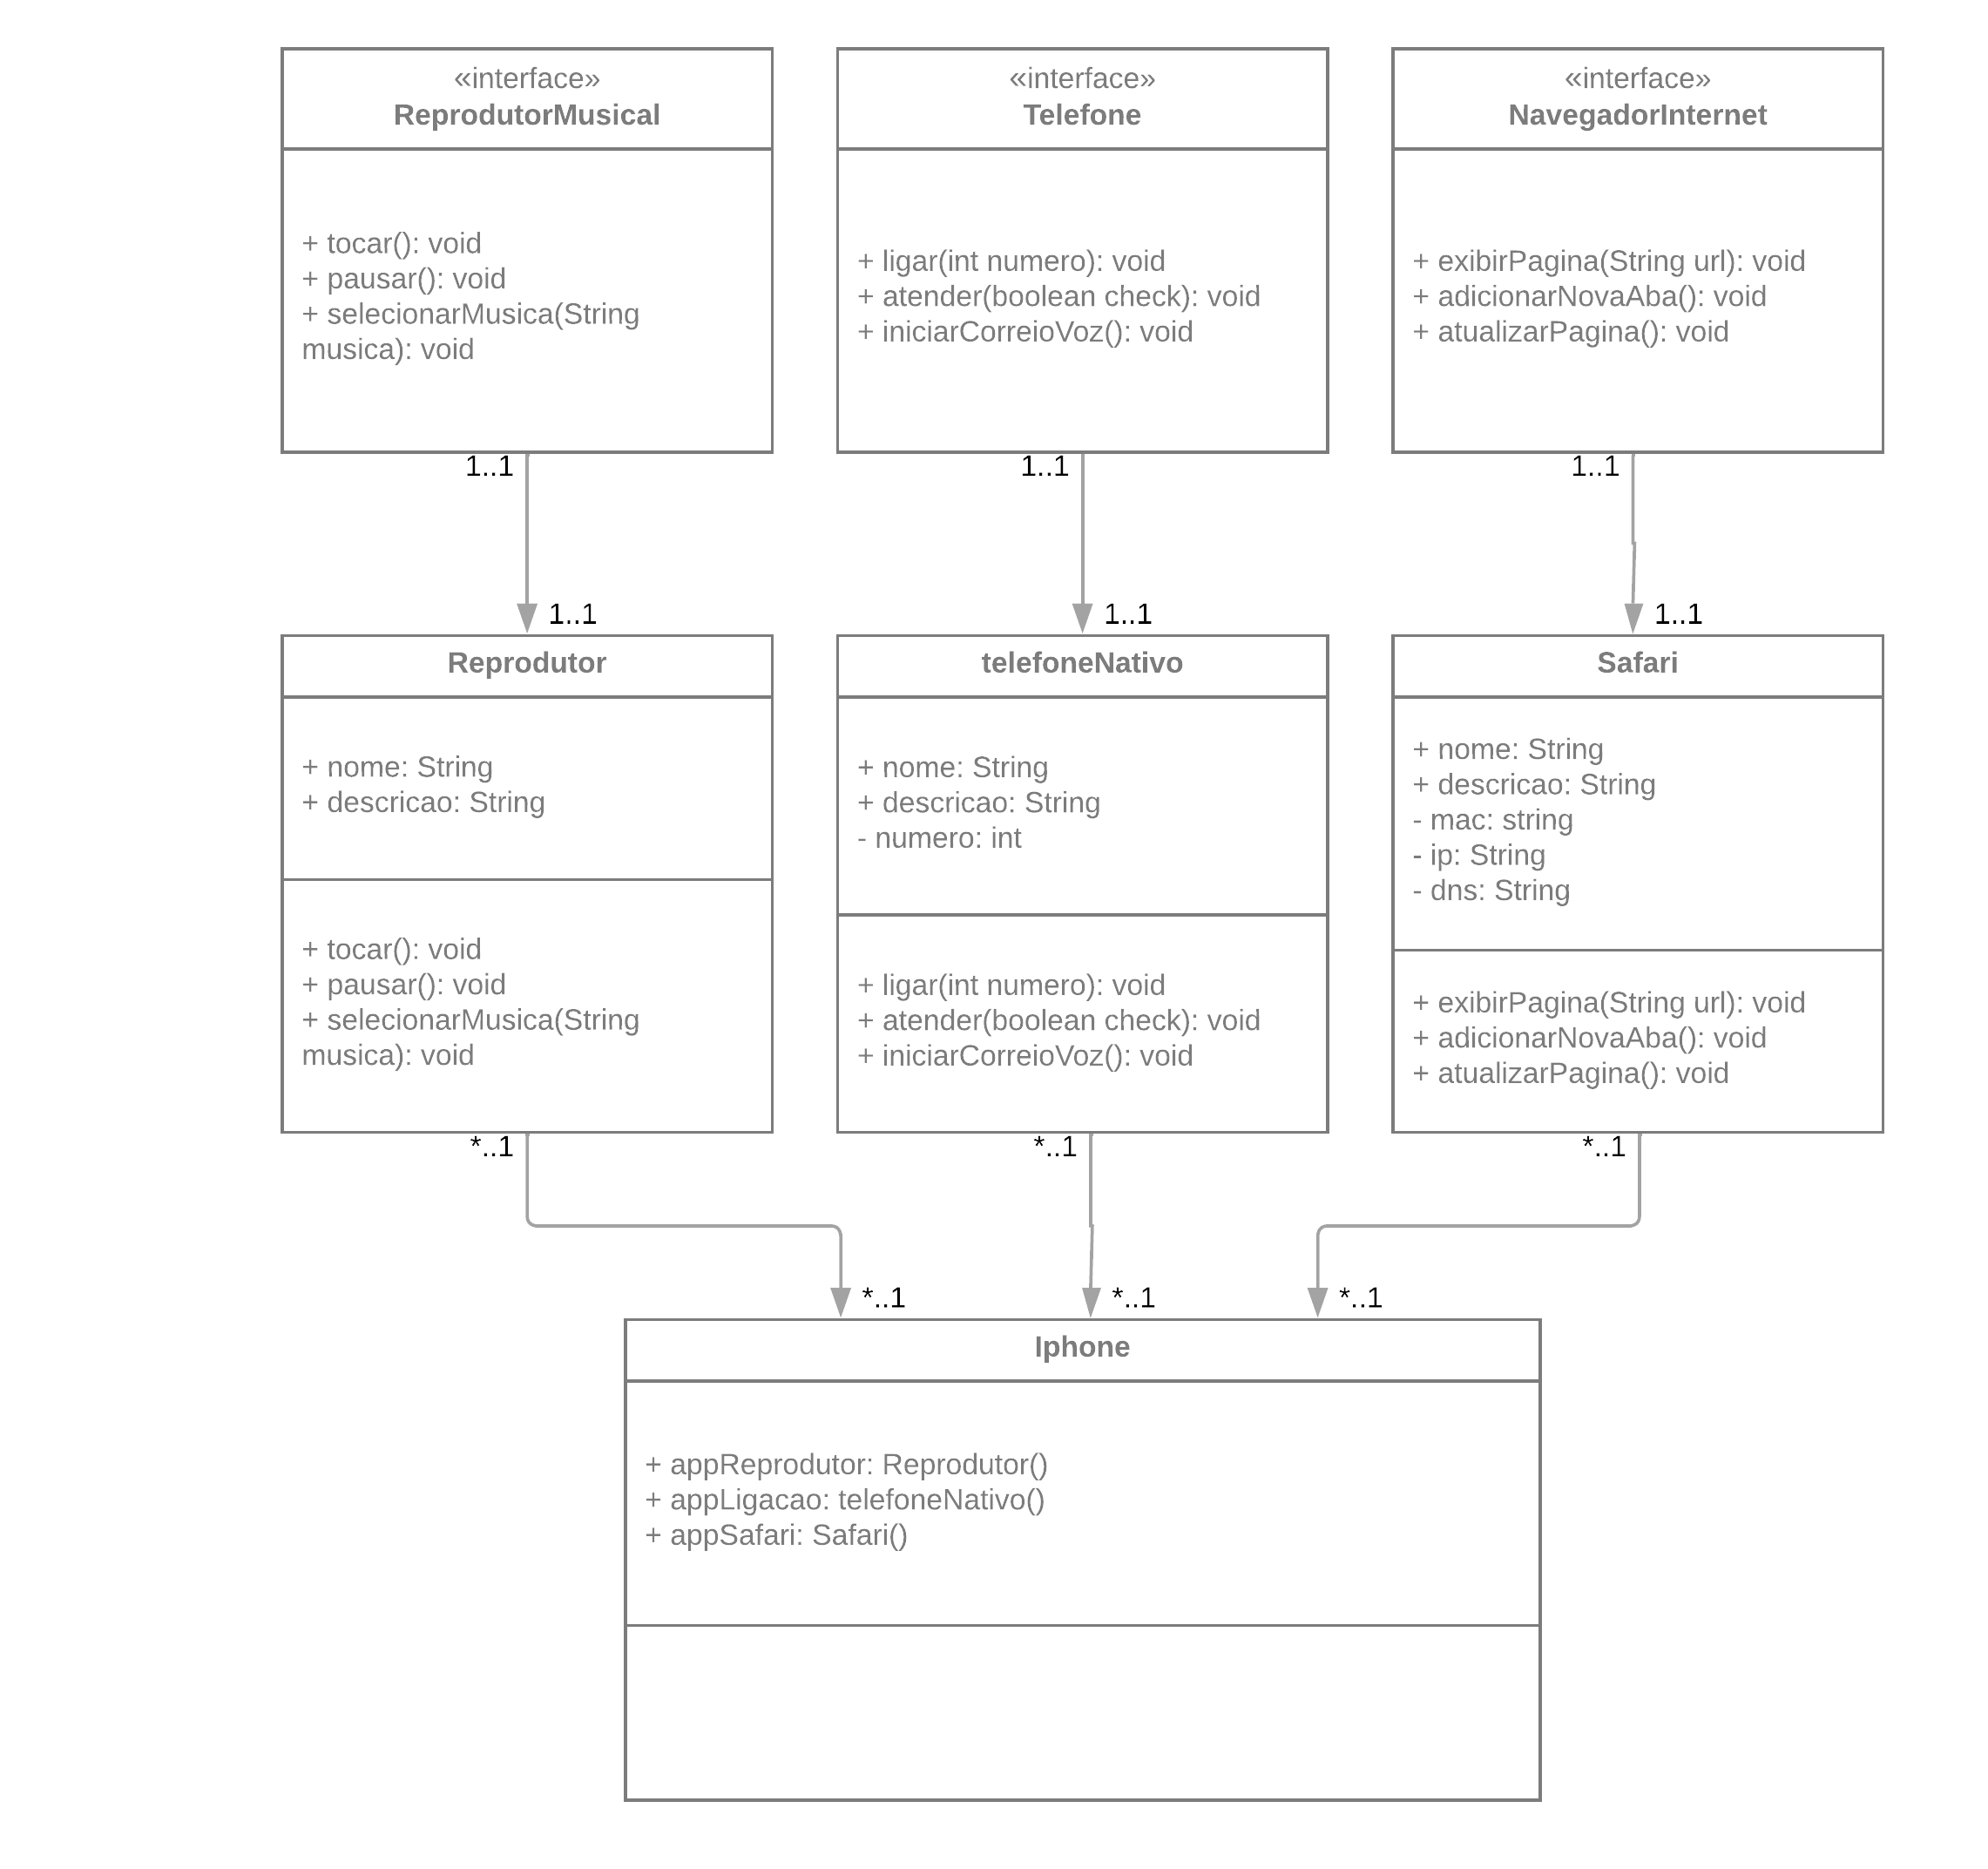 «interface»
ReprodutorMusical
+ tocar(): void
+ pausar(): void
+ selecionarMusica(String
musica): void
«interface»
Telefone
+ ligar(int numero): void
+ atender(boolean check): void
+ iniciarCorreioVoz(): void
«interface»
NavegadorInternet
+ exibirPagina(String url): void
+ adicionarNovaAba(): void
+ atualizarPagina(): void
1..1
1..1
1..1
1..1
1..1
1..1
Reprodutor
+ nome: String
+ descricao: String
+ tocar(): void
+ pausar(): void
+ selecionarMusica(String
musica): void
telefoneNativo
+ nome: String
+ descricao: String
- numero: int
+ ligar(int numero): void
+ atender(boolean check): void
+ iniciarCorreioVoz(): void
Safari
+ nome: String
+ descricao: String
- mac: string
- ip: String
- dns: String
+ exibirPagina(String url): void
+ adicionarNovaAba(): void
+ atualizarPagina(): void
*..1
*..1
*..1
*..1
*..1
*..1
Iphone
+ appReprodutor: Reprodutor()
+ appLigacao: telefoneNativo()
+ appSafari: Safari()